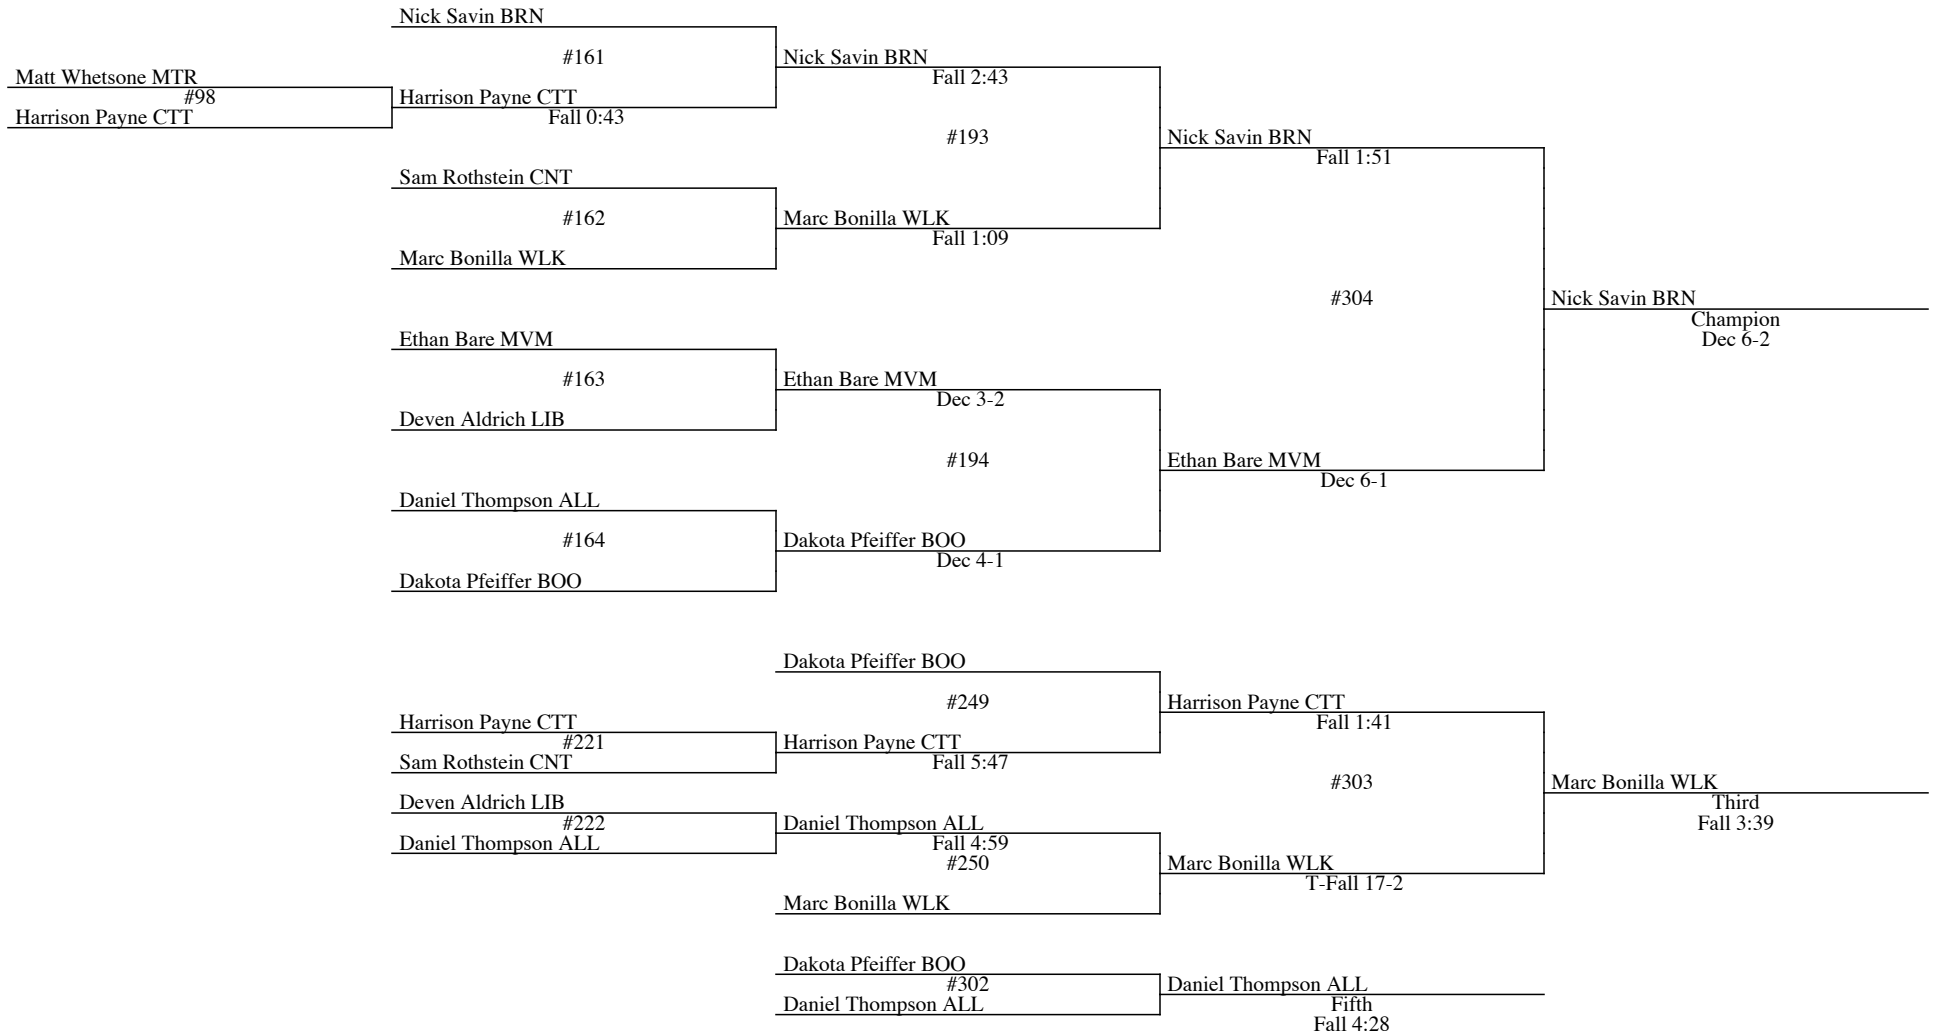 Nick Savin BRN
#161
Nick Savin BRN
Fall 2:43
Matt Whetsone MTR
#98
Harrison Payne CTT
Harrison Payne CTT
Fall 0:43
#193
Nick Savin BRN
Fall 1:51
Sam Rothstein CNT
#162
Marc Bonilla WLK
Fall 1:09
Marc Bonilla WLK
#304
Nick Savin BRN
Champion
Dec 6-2
Ethan Bare MVM
#163
Ethan Bare MVM
Dec 3-2
Deven Aldrich LIB
#194
Ethan Bare MVM
Dec 6-1
Daniel Thompson ALL
#164
Dakota Pfeiffer BOO
Dec 4-1
Dakota Pfeiffer BOO
Dakota Pfeiffer BOO
#249
Harrison Payne CTT
Fall 1:41
Harrison Payne CTT
#221
Harrison Payne CTT
Fall 5:47
Sam Rothstein CNT
#303
Marc Bonilla WLK
Third
Fall 3:39
Deven Aldrich LIB
#222
Daniel Thompson ALL
Fall 4:59
Daniel Thompson ALL
#250
Marc Bonilla WLK
T-Fall 17-2
Marc Bonilla WLK
Dakota Pfeiffer BOO
#302
Daniel Thompson ALL
Fifth
Fall 4:28
Daniel Thompson ALL